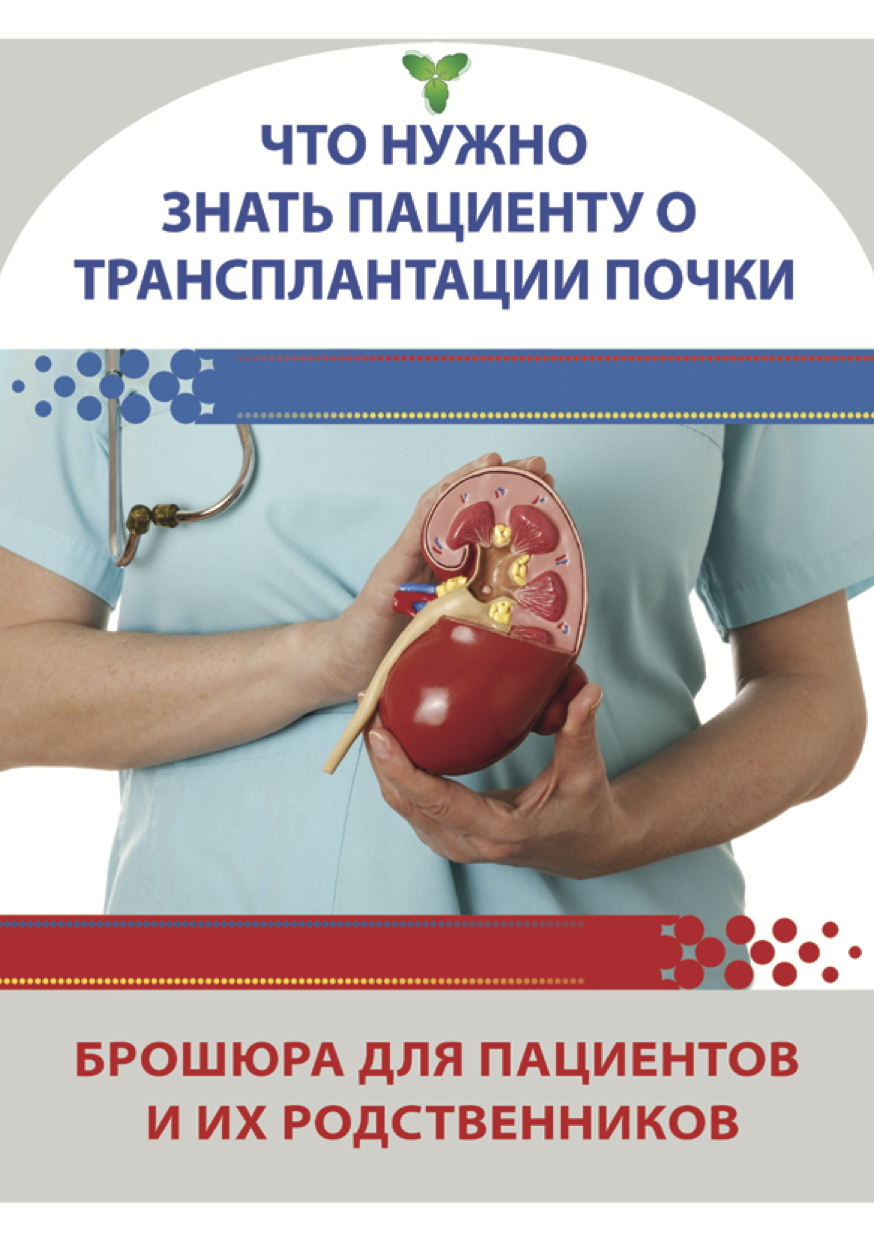 ЧТО НУЖНО
ЗНАТЬ ПАЦИЕНТУ О
ТРАНСПЛАНТАЦИИ ПОЧКИ
БРОШЮРА ДЛЯ ПАЦИЕНТОВ
И ИХ РОДСТВЕННИКОВ